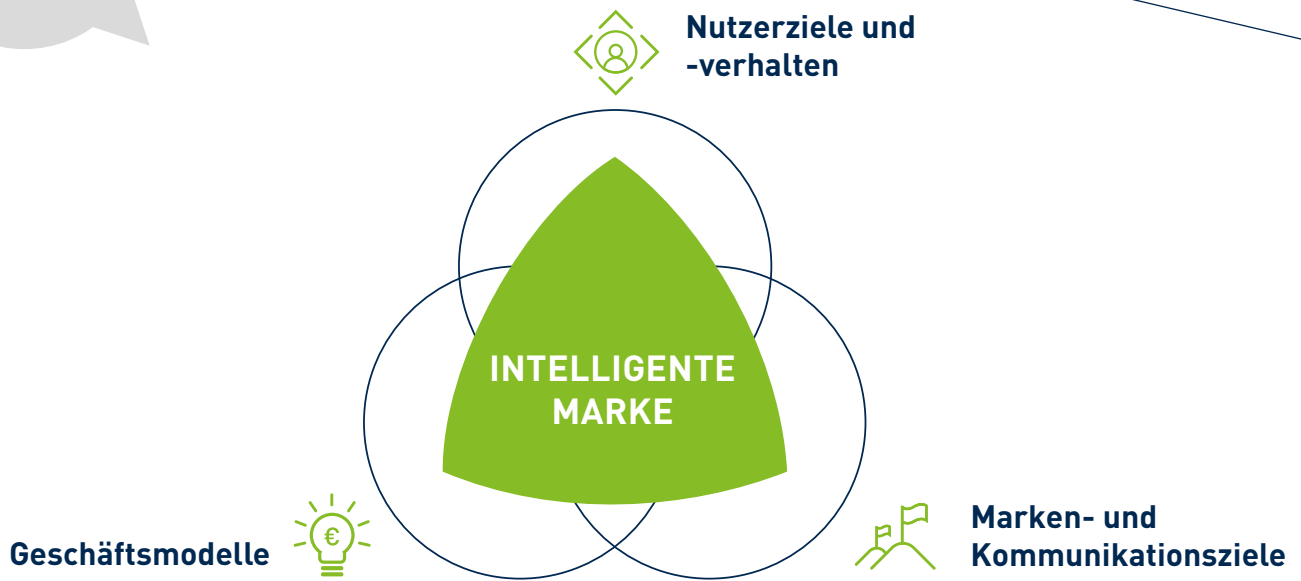 Nutzerziele und
-verhalten
INTELLIGENTE
MARKE
Geschäftsmodelle
€
Marken- und
Kommunikationsziele